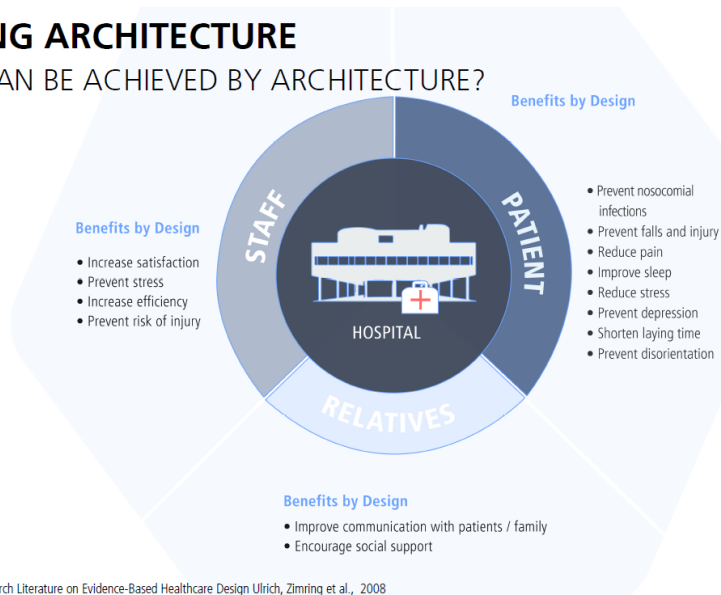 NG ARCHITECTURE
AN BE ACHIEVED BY ARCHITECTURE?
Benefits by Design
• Prevent nosocomial
infections
• Prevent falls and injury
• Reduce pain
• Improve sleep
• Reduce stress
• Prevent depression
• Shorten laying time
• Prevent disorientation
PATIENT
STAFF
Benefits by Design
• Increase satisfaction
• Prevent stress
• Increase efficiency
• Prevent risk of injury
HOSPITAL
RELATIVES
Benefits by Design
• Improve communication with patients / family
• Encourage social support
rch Literature on Evidence-Based Healthcare Design Ulrich, Zimring et al., 2008